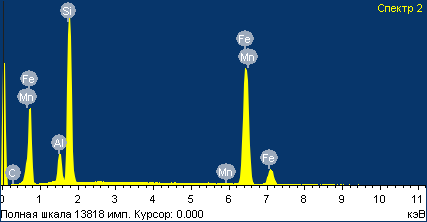 Спектр 2
Si
Fe
Mn
Fe
Mn
Al
C
Mn
Fe
0 1 2 3 4 5 6 7 8 9 10 11
Полная шкала 13818 имп. Курсор: 0.000 кэВ